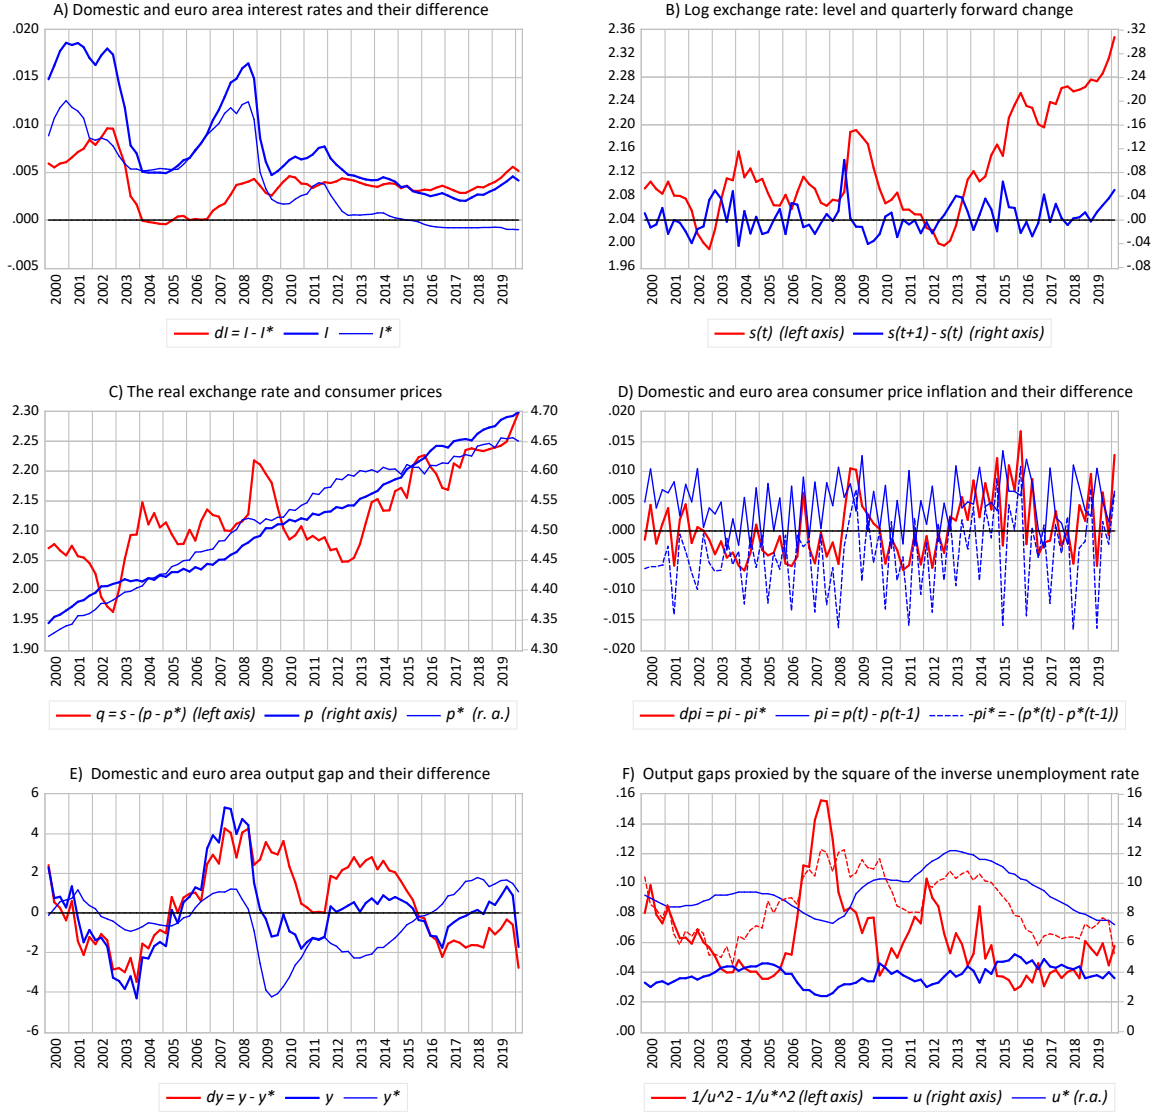 A) Domestic and euro area interest rates and their difference
.020
.015
.010
.005
.000
-.005
2000 2001 2002 2003 2004 2005 2006 2007 2008 2009 2010 2011 2012 2013 2014 2015 2016 2017 2018 2019
dI = I - I* I I*
B) Log exchange rate: level and quarterly forward change
2.36 .32
2.32 .24
2.28 .20
2.24 .16
2.20 .12
2.16 .08
2.12 .04
2.08 .00
2.04 -.04
2.00 -.08
1.96
2000 2001 2002 2003 2004 2005 2006 2007 2008 2009 2010 2011 2012 2013 2014 2015 2016 2017 2018 2019
s(t) (left axis) s(t+1) - s(t) (right axis)
C) The real exchange rate and consumer prices
2.30 4.70
2.25 4.65
2.20 4.60
2.15 4.55
2.10 4.50
2.05 4.45
2.00 4.40
1.95 4.35
1.90 4.30
2000 2001 2002 2003 2004 2005 2006 2007 2008 2009 2010 2011 2012 2013 2014 2015 2016 2017 2018 2019
q = s - (p - p*) (left axis) p (right axis) p* (r. a.)
D) Domestic and euro area consumer price inflation and their difference
.020
.015
.010
.005
.000
-.005
-.010
-.015
-.020
2000 2001 2002 2003 2004 2005 2006 2007 2008 2009 2010 2011 2012 2013 2014 2015 2016 2017 2018 2019
dpi = pi - pi* pi = p(t) - p(t-1) -pi* = - (p*(t) - p*(t-1))
E) Domestic and euro area output gap and their difference
6
4
2
0
-2
-4
-6
2000 2001 2002 2003 2004 2005 2006 2007 2008 2009 2010 2011 2012 2013 2014 2015 2016 2017 2018 2019
dy = y - y* y y*
F) Output gaps proxied by the square of the inverse unemployment rate
.16 16
.14 14
.12 12
.10 10
.08 8
.06 6
.04 4
.02 2
.00 0
2000 2001 2002 2003 2004 2005 2006 2007 2008 2009 2010 2011 2012 2013 2014 2015 2016 2017 2018 2019
1/u^2 - 1/u*^2 (left axis) u (right axis) u* (r.a.)